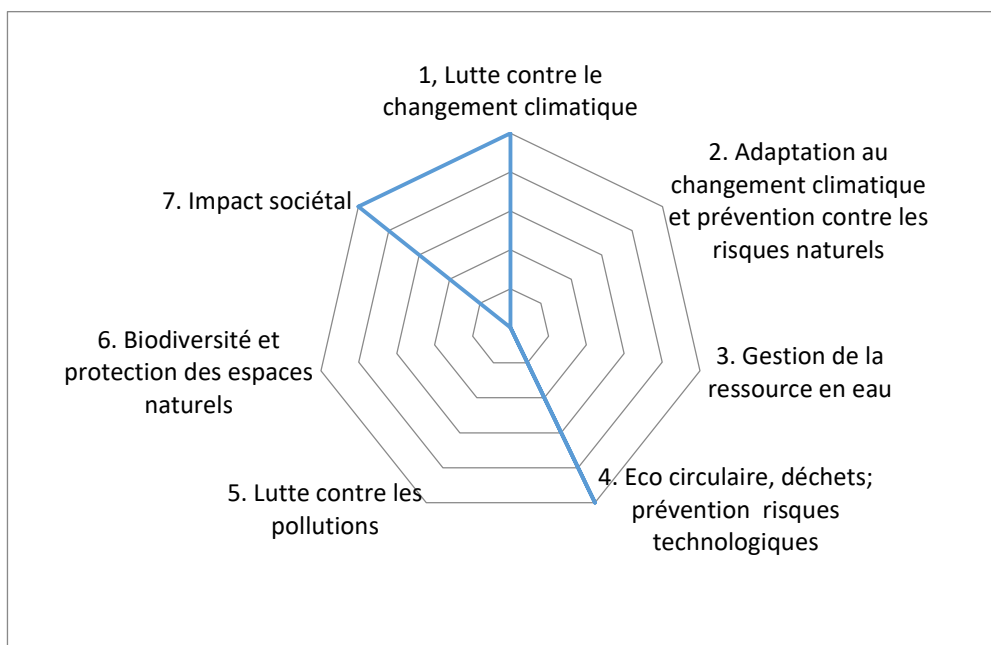 1, Lutte contre le
changement climatique
2. Adaptation au
changement climatique
et prévention contre les
risques naturels
3. Gestion de la
ressource en eau
4. Eco circulaire, déchets;
prévention  risques
technologiques
5. Lutte contre les
pollutions
6. Biodiversité et
protection des espaces
naturels
7. Impact sociétal